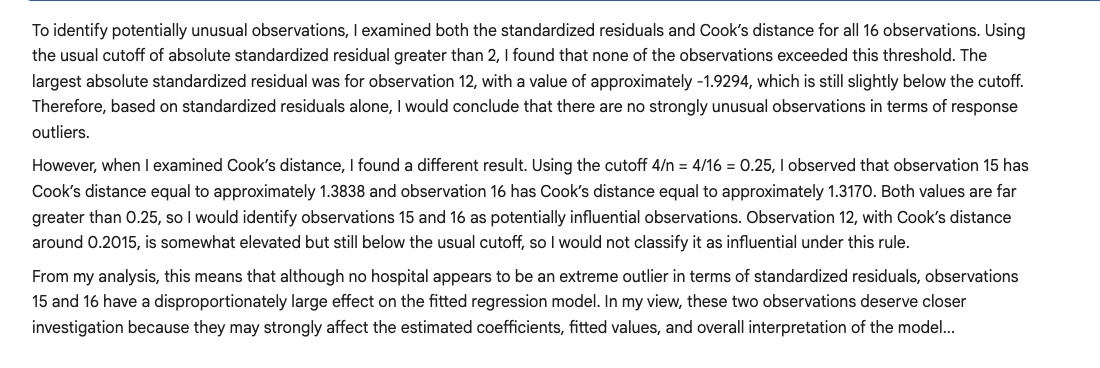 To identify potentially unusual observations, I examined both the standardized residuals and Cook's distance for all 16 observations. Using
the usual cutoff of absolute standardized residual greater than 2, I found that none of the observations exceeded this threshold. The
largest absolute standardized residual was for observation 12, with a value of approximately -1.9294, which is still slightly below the cutoff.
Therefore, based on standardized residuals alone, I would conclude that there are no strongly unusual observations in terms of response
outliers.
However, when I examined Cook's distance, I found a different result. Using the cutoff 4/n = 4/16 = 0.25, I observed that observation 15 has
Cook's distance equal to approximately 1.3838 and observation 16 has Cook's distance equal to approximately 1.3170. Both values are far
greater than 0.25, so I would identify observations 15 and 16 as potentially influential observations. Observation 12, with Cook's distance
around 0.2015, is somewhat elevated but still below the usual cutoff, so I would not classify it as influential under this rule.
From my analysis, this means that although no hospital appears to be an extreme outlier in terms of standardized residuals, observations
15 and 16 have a disproportionately large effect on the fitted regression model. In my view, these two observations deserve closer
investigation because they may strongly affect the estimated coefficients, fitted values, and overall interpretation of the model...